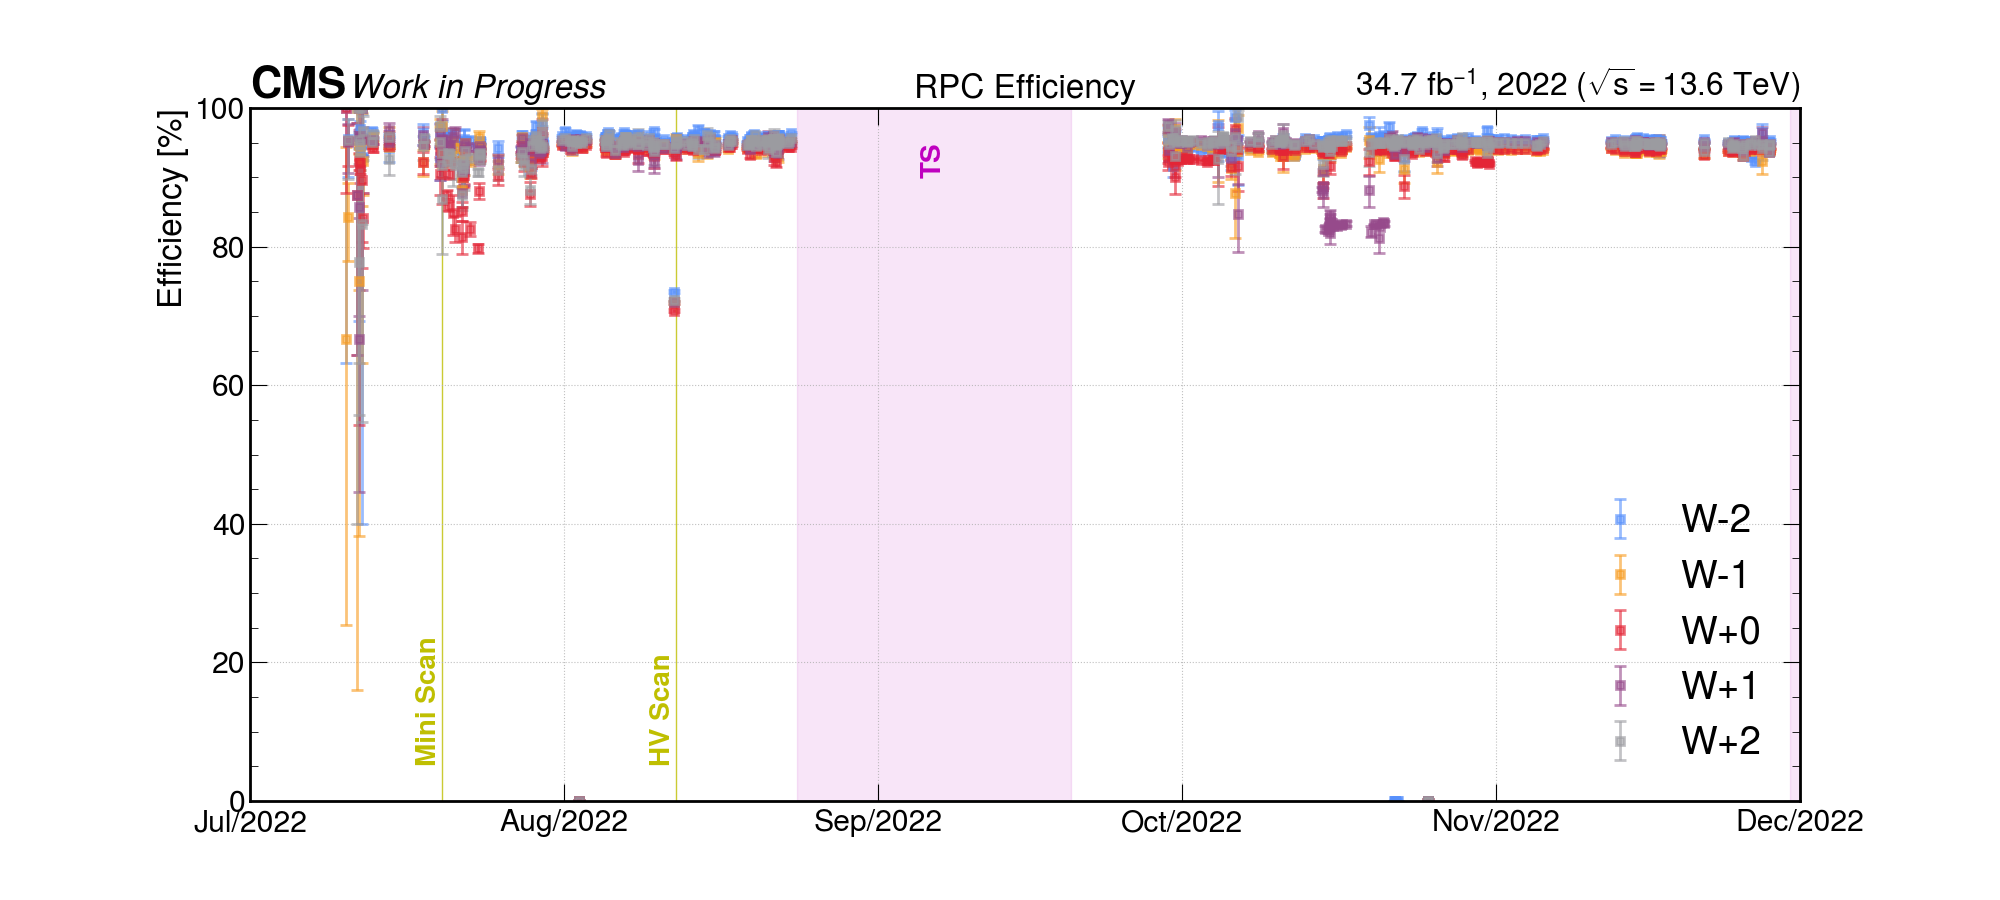 CMS Work in Progress RPC Efficiency 34.7 fb⁻¹, 2022 (√s = 13.6 TeV)
Efficiency [%]
100
80
60
40
20
0
TS
Mini Scan
HV Scan
W-2
W-1
W+0
W+1
W+2
Jul/2022 Aug/2022 Sep/2022 Oct/2022 Nov/2022 Dec/2022